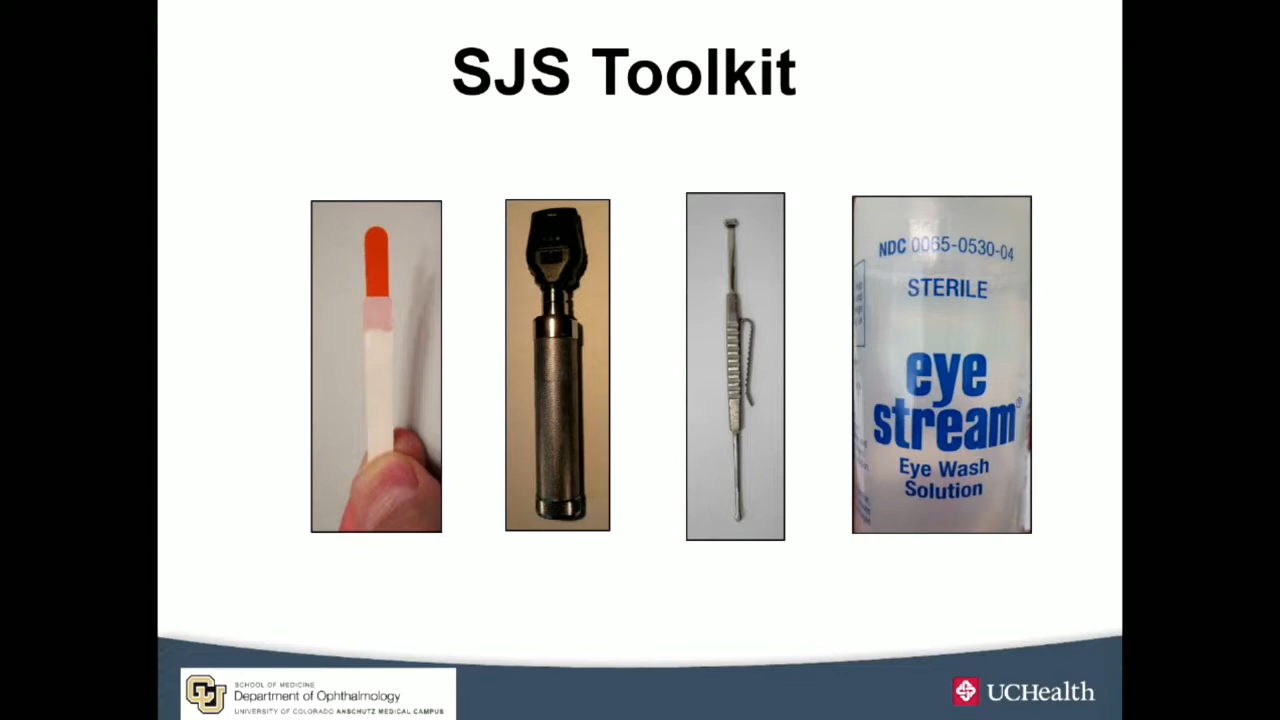 SJS Toolkit
NDC 0065-0530-04
STERILE
eye
stream®
Eye Wash
Solution
CU
SCHOOL OF MEDICINE
Department of Ophthalmology
UNIVERSITY OF COLORADO ANSCHUTZ MEDICAL CAMPUS
UCHealth